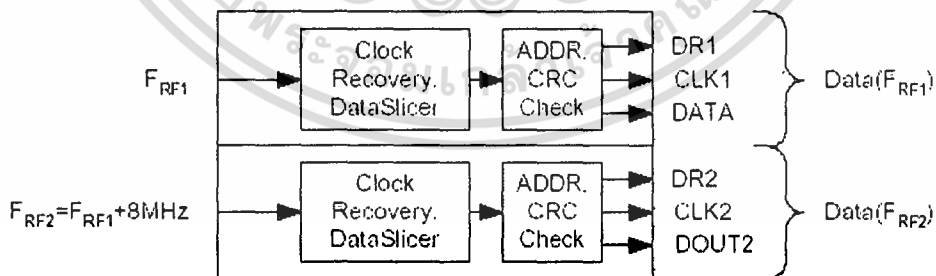 F_RF1
Clock
Recovery.
DataSlicer
ADDR.
CRC
Check
DR1
CLK1
DATA
Data(F_RF1)
F_RF2=F_RF1+8MHz
Clock
Recovery.
DataSlicer
ADDR.
CRC
Check
DR2
CLK2
DOUT2
Data(F_RF2)